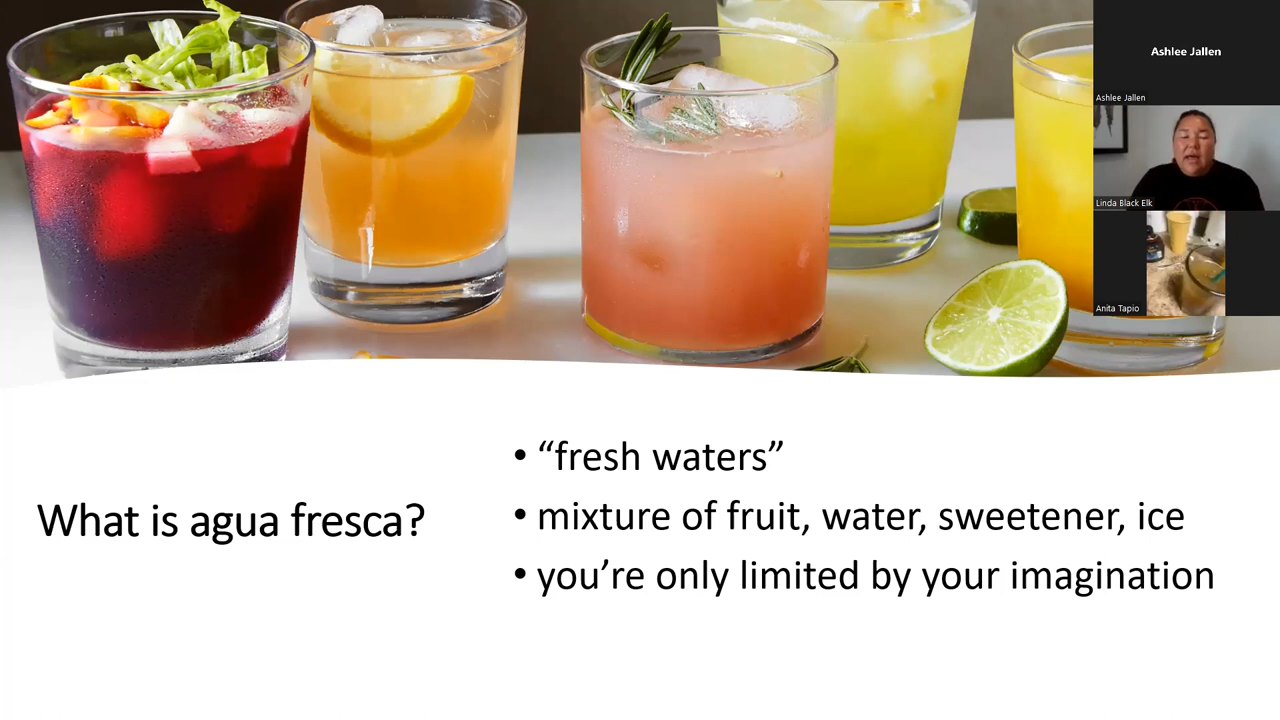 Ashlee Jallen
Ashlee Jallen
Linda Black Elk
Anita Tapio
What is agua fresca?
• “fresh waters”
• mixture of fruit, water, sweetener, ice
• you’re only limited by your imagination